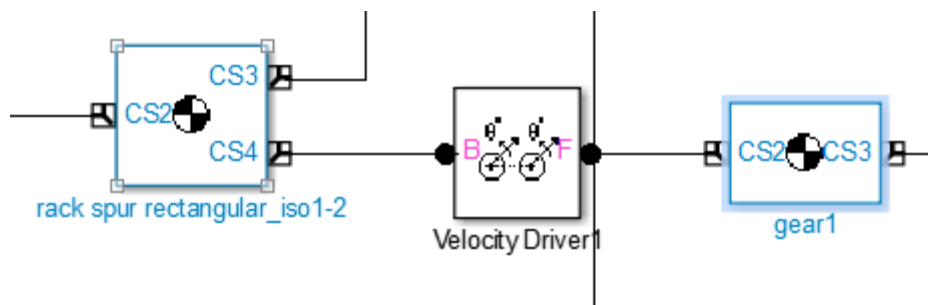 CS3
CS2
CS4
rack spur rectangular_iso1-2
θ° θ°
B F
Velocity Driver1
CS2 CS3
gear1